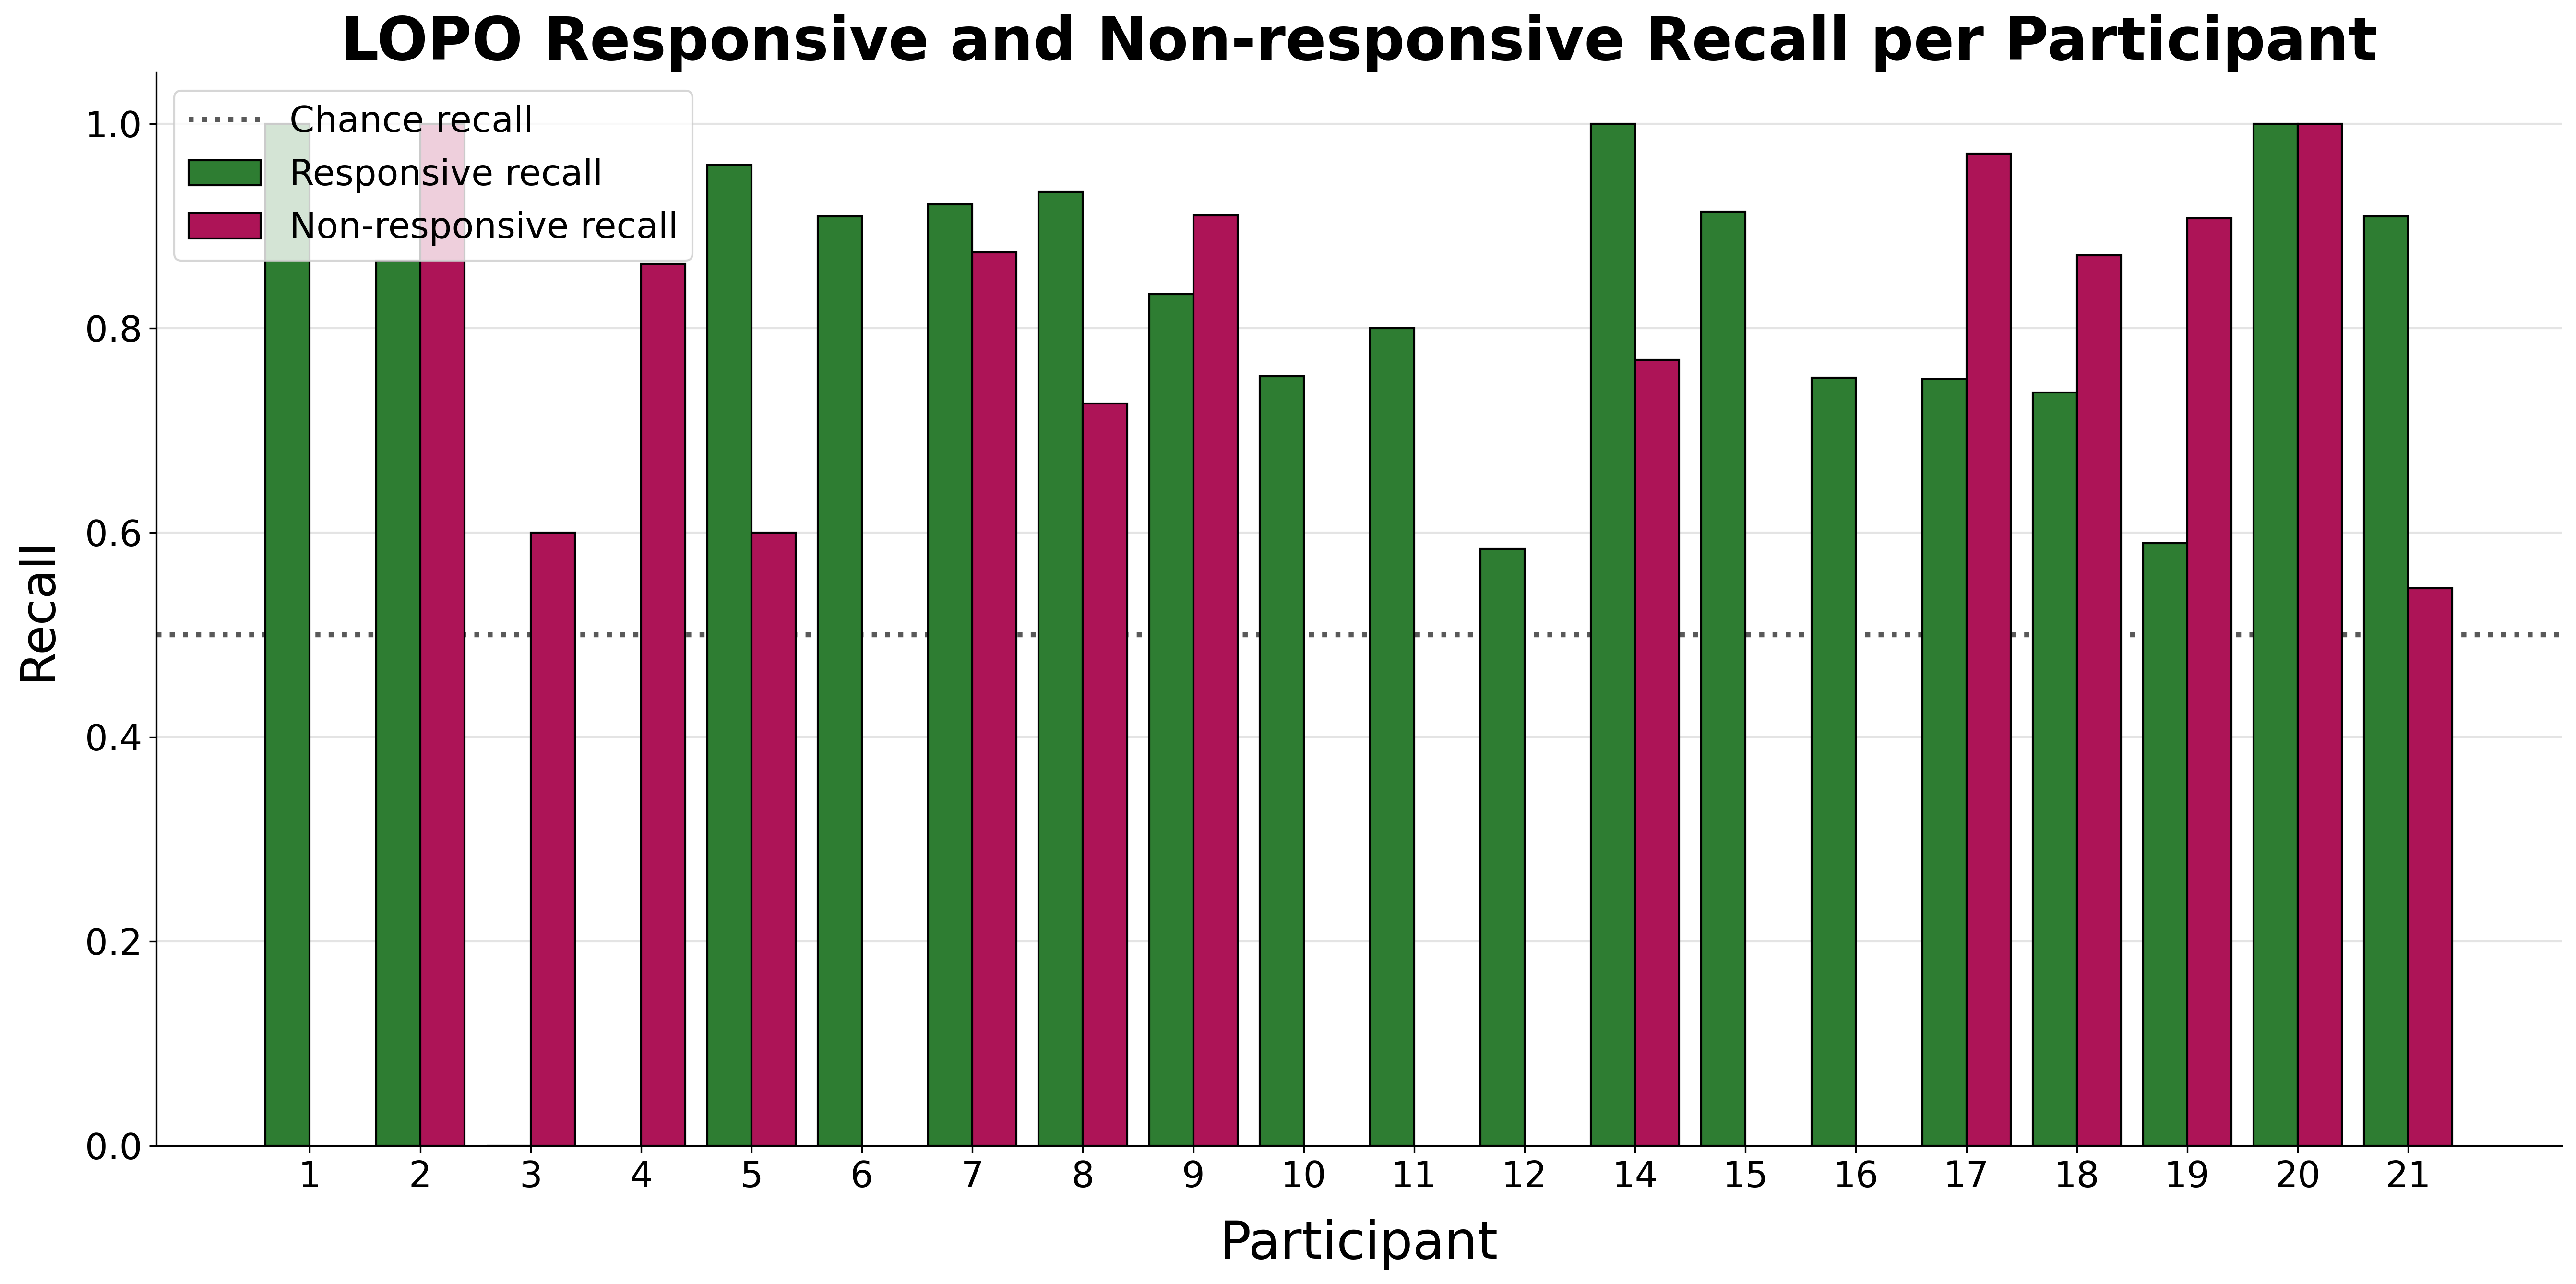 LOPO Responsive and Non-responsive Recall per Participant
Chance recall
Responsive recall
Non-responsive recall
1.0
0.8
0.6
0.4
0.2
0.0
Recall
1 2 3 4 5 6 7 8 9 10 11 12 14 15 16 17 18 19 20 21
Participant